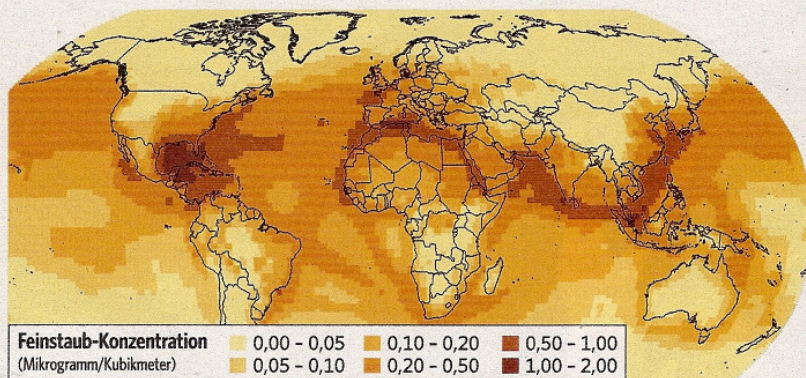 Feinstaub-Konzentration
(Mikrogramm/Kubikmeter)
0,00 – 0,05
0,05 – 0,10
0,10 – 0,20
0,20 – 0,50
0,50 – 1,00
1,00 – 2,00